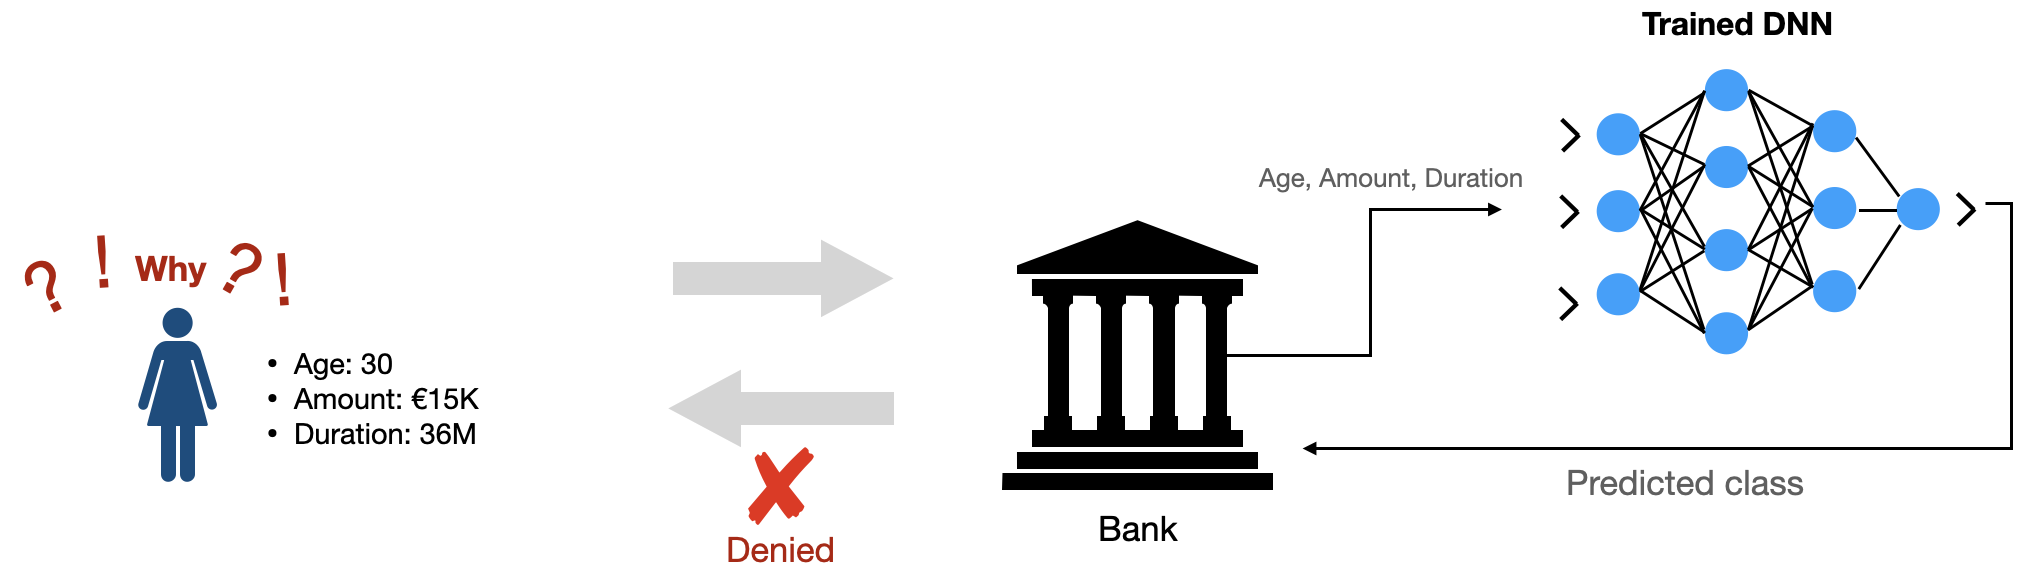 Trained DNN
Age, Amount, Duration
? ! Why ? !
• Age: 30
• Amount: €15K
• Duration: 36M
Predicted class
Bank
Denied